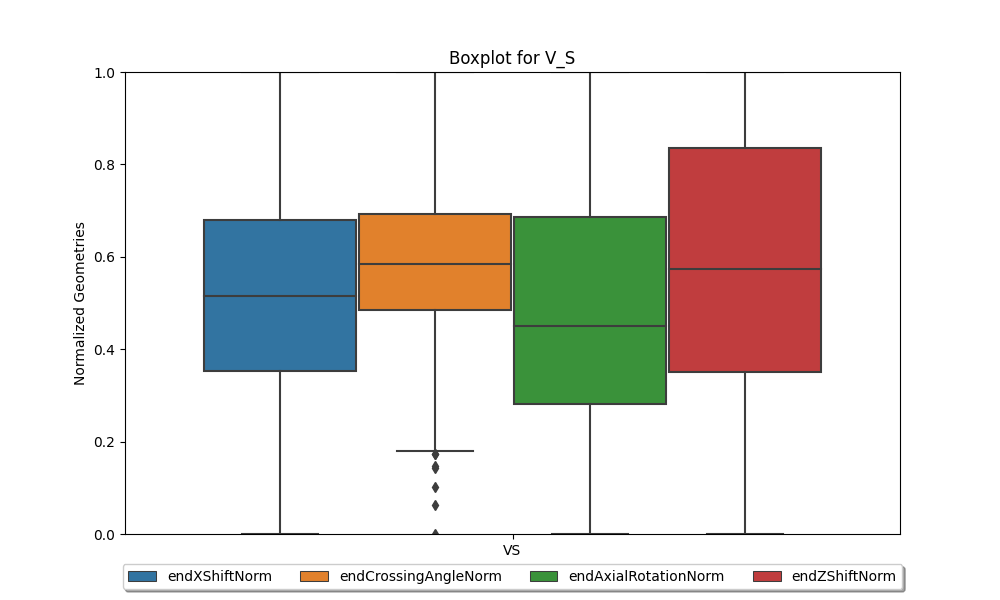 Boxplot for V_S
1.0
0.8
0.6
0.4
0.2
0.0
Normalized Geometries
VS
endXShiftNorm endCrossingAngleNorm endAxialRotationNorm endZShiftNorm